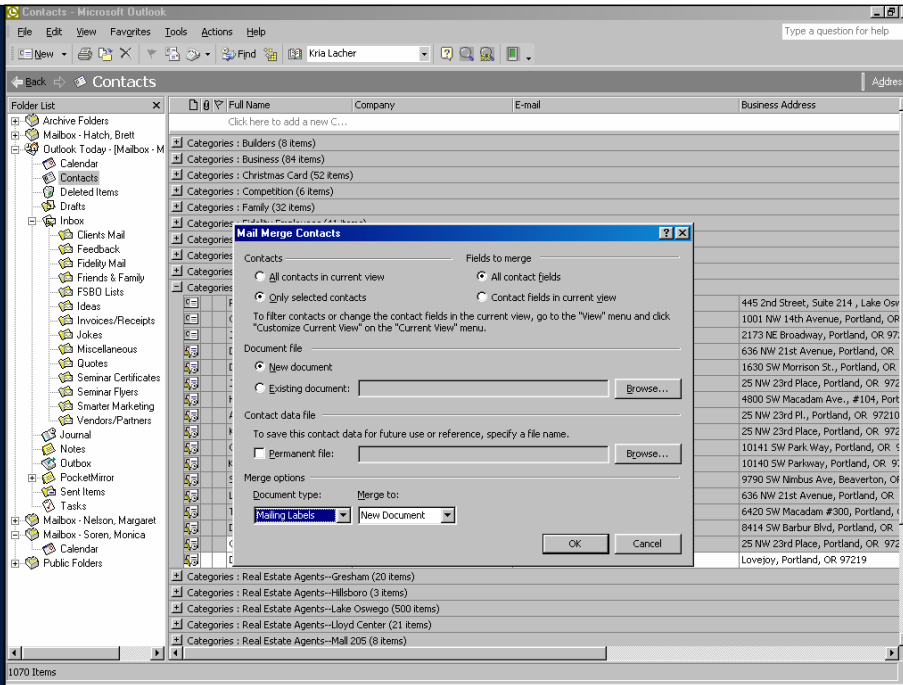 Contacts - Microsoft Outlook
File Edit View Favorites Tools Actions Help
Type a question for help
New Find Kria Lacher
Back Contacts
Folder List
Full Name Company E-mail Business Address
Click here to add a new C...
Archive Folders
Mailbox - Hatch, Brett
Outlook Today - [Mailbox - M
Calendar
Contacts
Deleted Items
Drafts
Inbox
Clients Mail
Feedback
Fidelity Mail
Friends & Family
FSBO Lists
Ideas
Invoices/Receipts
Jokes
Miscellaneous
Quotes
Seminar Certificates
Seminar Flyers
Smarter Marketing
Vendors/Partners
Journal
Notes
Outbox
PocketMirror
Sent Items
Tasks
Mailbox - Nelson, Margaret
Mailbox - Soren, Monica
Calendar
Public Folders
Categories : Builders (8 items)
Categories : Business (84 items)
Categories : Christmas Card (52 items)
Categories : Competition (6 items)
Categories : Family (32 items)
Categories
Categories
Categories
Categories
Categories
Mail Merge Contacts
Contacts
All contacts in current view
Only selected contacts
Fields to merge
All contact fields
Contact fields in current view
To filter contacts or change the contact fields in the current view, go to the "View" menu and click
"Customize Current View" on the "Current View" menu.
Document file
New document
Existing document: Browse...
Contact data file
To save this contact data for future use or reference, specify a file name.
Permanent file: Browse...
Merge options
Document type: Merge to:
Mailing Labels New Document
OK Cancel
445 2nd Street, Suite 214 , Lake Osw
1001 NW 14th Avenue, Portland, OR
2173 NE Broadway, Portland, OR 97
636 NW 21st Avenue, Portland, OR
1630 SW Morrison St., Portland, OR
25 NW 23rd Place, Portland, OR 972
4800 SW Macadam Ave., #104, Port
25 NW 23rd Pl., Portland, OR 97210
25 NW 23rd Place, Portland, OR 972
10141 SW Park Way, Portland, OR
10140 SW Parkway, Portland, OR 97
9790 SW Nimbus Ave, Beaverton, OR
636 NW 21st Avenue, Portland, OR
6420 SW Macadam #300, Portland,
8414 SW Barbur Blvd, Portland, OR
25 NW 23rd Place, Portland, OR 972
Lovejoy, Portland, OR 97219
Categories : Real Estate Agents--Gresham (20 items)
Categories : Real Estate Agents--Hillsboro (3 items)
Categories : Real Estate Agents--Lake Oswego (500 items)
Categories : Real Estate Agents--Lloyd Center (21 items)
Categories : Real Estate Agents--Mall 205 (8 items)
1070 Items